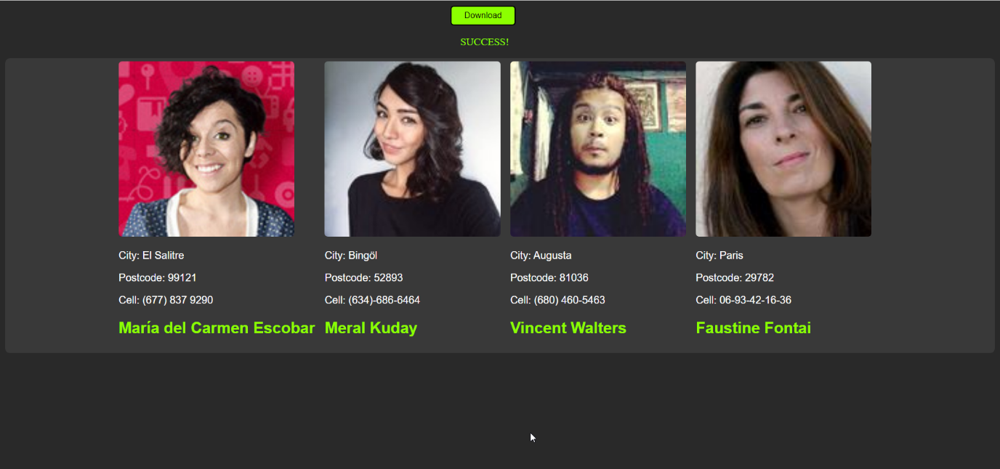 Download
SUCCESS!
City: El Salitre
Postcode: 99121
Cell: (677) 837 9290
María del Carmen Escobar
City: Bingöl
Postcode: 52893
Cell: (634)-686-6464
Meral Kuday
City: Augusta
Postcode: 81036
Cell: (680) 460-5463
Vincent Walters
City: Paris
Postcode: 29782
Cell: 06-93-42-16-36
Faustine Fontai